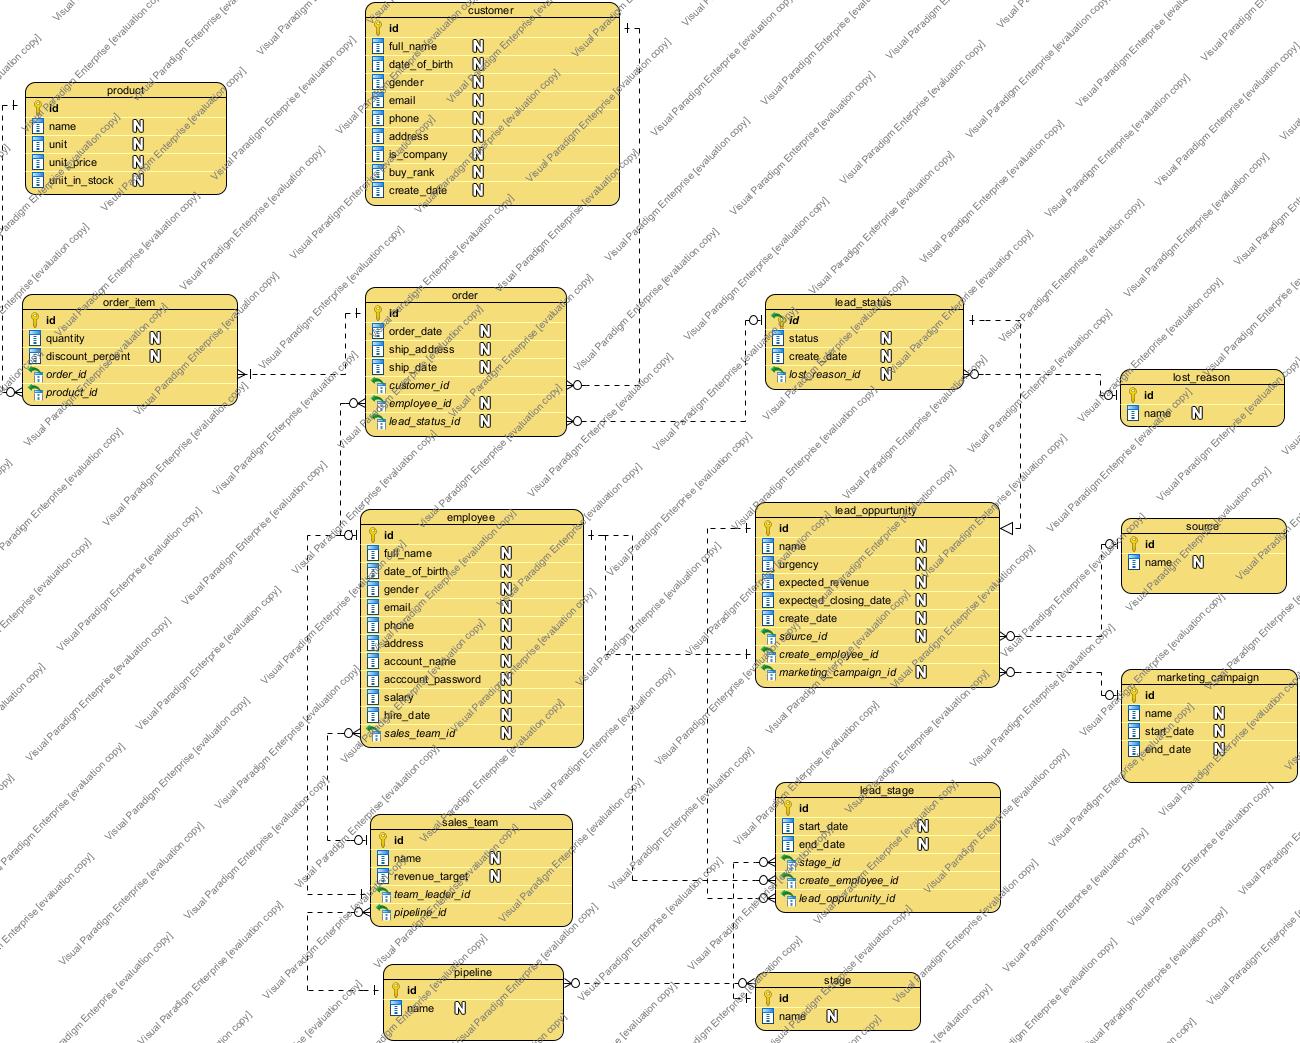 customer
id
full_name N
date_of_birth N
gender N
email N
phone N
address N
is_company N
buy_rank N
create_date N
product
id
name N
unit N
unit_price N
unit_in_stock N
order_item
id
quantity N
discount_percent N
order_id
product_id
order
id
order_date N
ship_address N
ship_date N
customer_id
employee_id N
lead_status_id N
lead_status
id
status N
create_date N
lost_reason_id N
lost_reason
id
name N
employee
id
full_name N
date_of_birth N
gender N
email N
phone N
address N
account_name N
acccount_password N
salary N
hire_date N
sales_team_id N
lead_oppurtunity
id
name N
urgency N
expected_revenue N
expected_closing_date N
create_date N
source_id N
create_employee_id
marketing_campaign_id N
source
id
name N
marketing_campaign
id
name N
start_date N
end_date N
lead_stage
id
start_date N
end_date N
stage_id
create_employee_id
lead_oppurtunity_id
sales_team
id
name N
revenue_target N
team_leader_id
pipeline_id
pipeline
id
name N
stage
id
name N
Visual Paradigm Enterprise [evaluation copy]